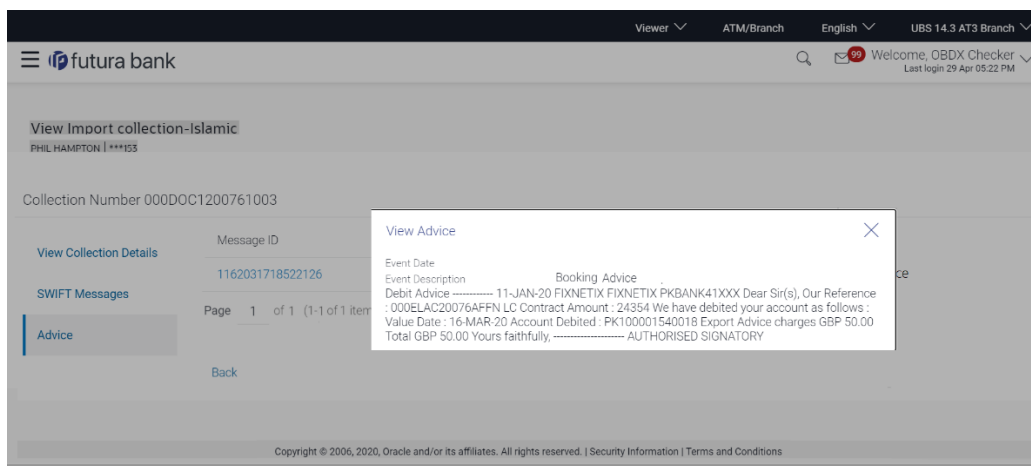 Viewer ATM/Branch English UBS 14.3 AT3 Branch
futura bank 99 Welcome, OBDX Checker
Last login 29 Apr 05:22 PM
View Import collection-Islamic
PHIL HAMPTON | ***153
Collection Number 000DOC1200761003
View Collection Details
SWIFT Messages
Advice
Message ID
1162031718522126
Page 1 of 1 (1-1 of 1 item
Back
View Advice
Event Date
Event Description Booking Advice
Debit Advice ----------- 11-JAN-20 FIXNETIX FIXNETIX PKBANK41XXX Dear Sir(s), Our Reference
: 000ELAC20076AFFN LC Contract Amount : 24354 We have debited your account as follows :
Value Date : 16-MAR-20 Account Debited : PK100001540018 Export Advice charges GBP 50.00
Total GBP 50.00 Yours faithfully, -------------------- AUTHORISED SIGNATORY
Copyright © 2006, 2020, Oracle and/or its affiliates. All rights reserved. | Security Information | Terms and Conditions